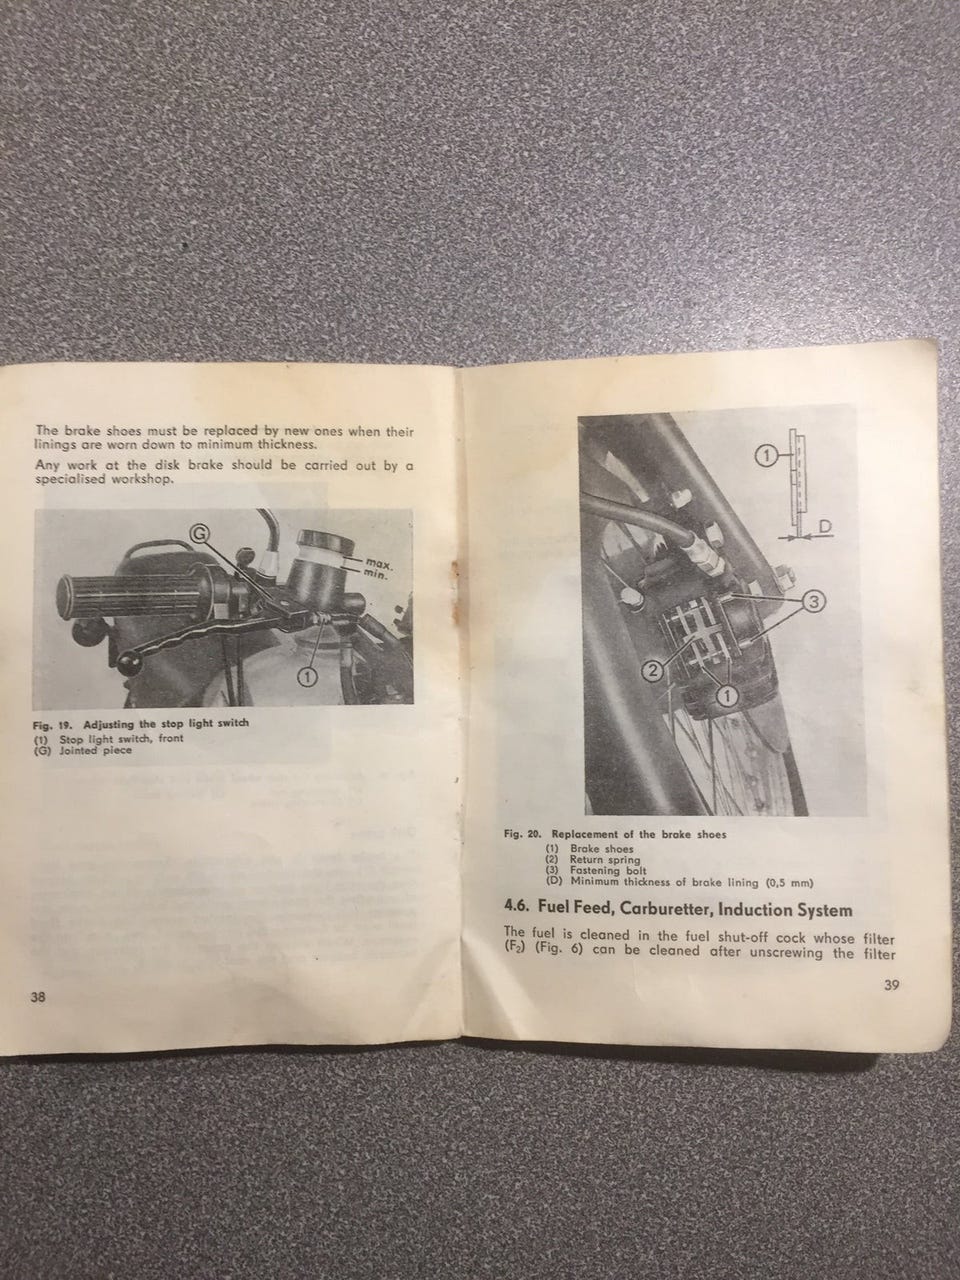 The brake shoes must be replaced by new ones when their
linings are worn down to minimum thickness.
Any work at the disk brake should be carried out by a
specialised workshop.
G
max.
min.
1
Fig. 19. Adjusting the stop light switch
(1) Stop light switch, front
(G) Jointed piece
38
1
D
3
2
1
Fig. 20. Replacement of the brake shoes
(1) Brake shoes
(2) Return spring
(3) Fastening bolt
(D) Minimum thickness of brake lining (0,5 mm)
4.6. Fuel Feed, Carburetter, Induction System
The fuel is cleaned in the fuel shut-off cock whose filter
(F₂) (Fig. 6) can be cleaned after unscrewing the filter
39